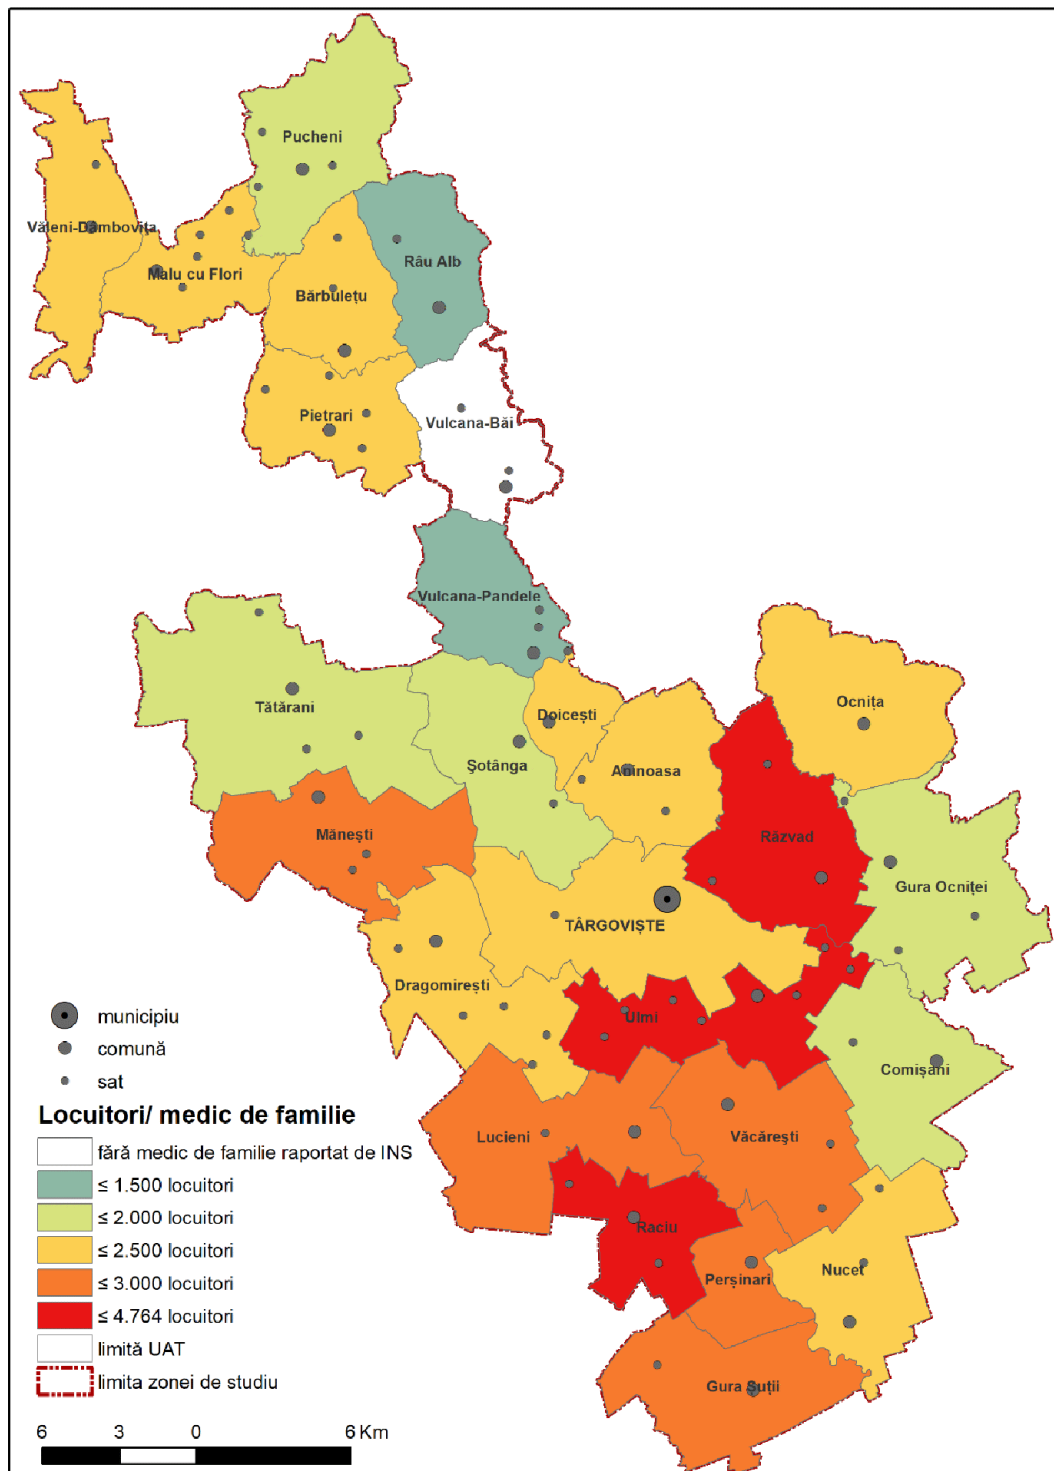 Pucheni
Văleni-Dâmbovița
Râu Alb
Malu cu Flori
Bărbulețu
Pietrari
Vulcana-Băi
Vulcana-Pandele
Ocnița
Tătărani
Doicești
Șotânga
Aninoasa
Mănești
Răzvad
Gura Ocniței
TÂRGOVIȘTE
Dragomirești
municipiu
Ulmi
comună
Comișani
sat
Locuitori/ medic de familie
Lucieni
Văcărești
fără medic de familie raportat de INS
≤ 1.500 locuitori
≤ 2.000 locuitori
Raciu
≤ 2.500 locuitori
Nucet
Perșinari
≤ 3.000 locuitori
≤ 4.764 locuitori
limită UAT
limita zonei de studiu
Gura Șuții
6 3 0 6 Km